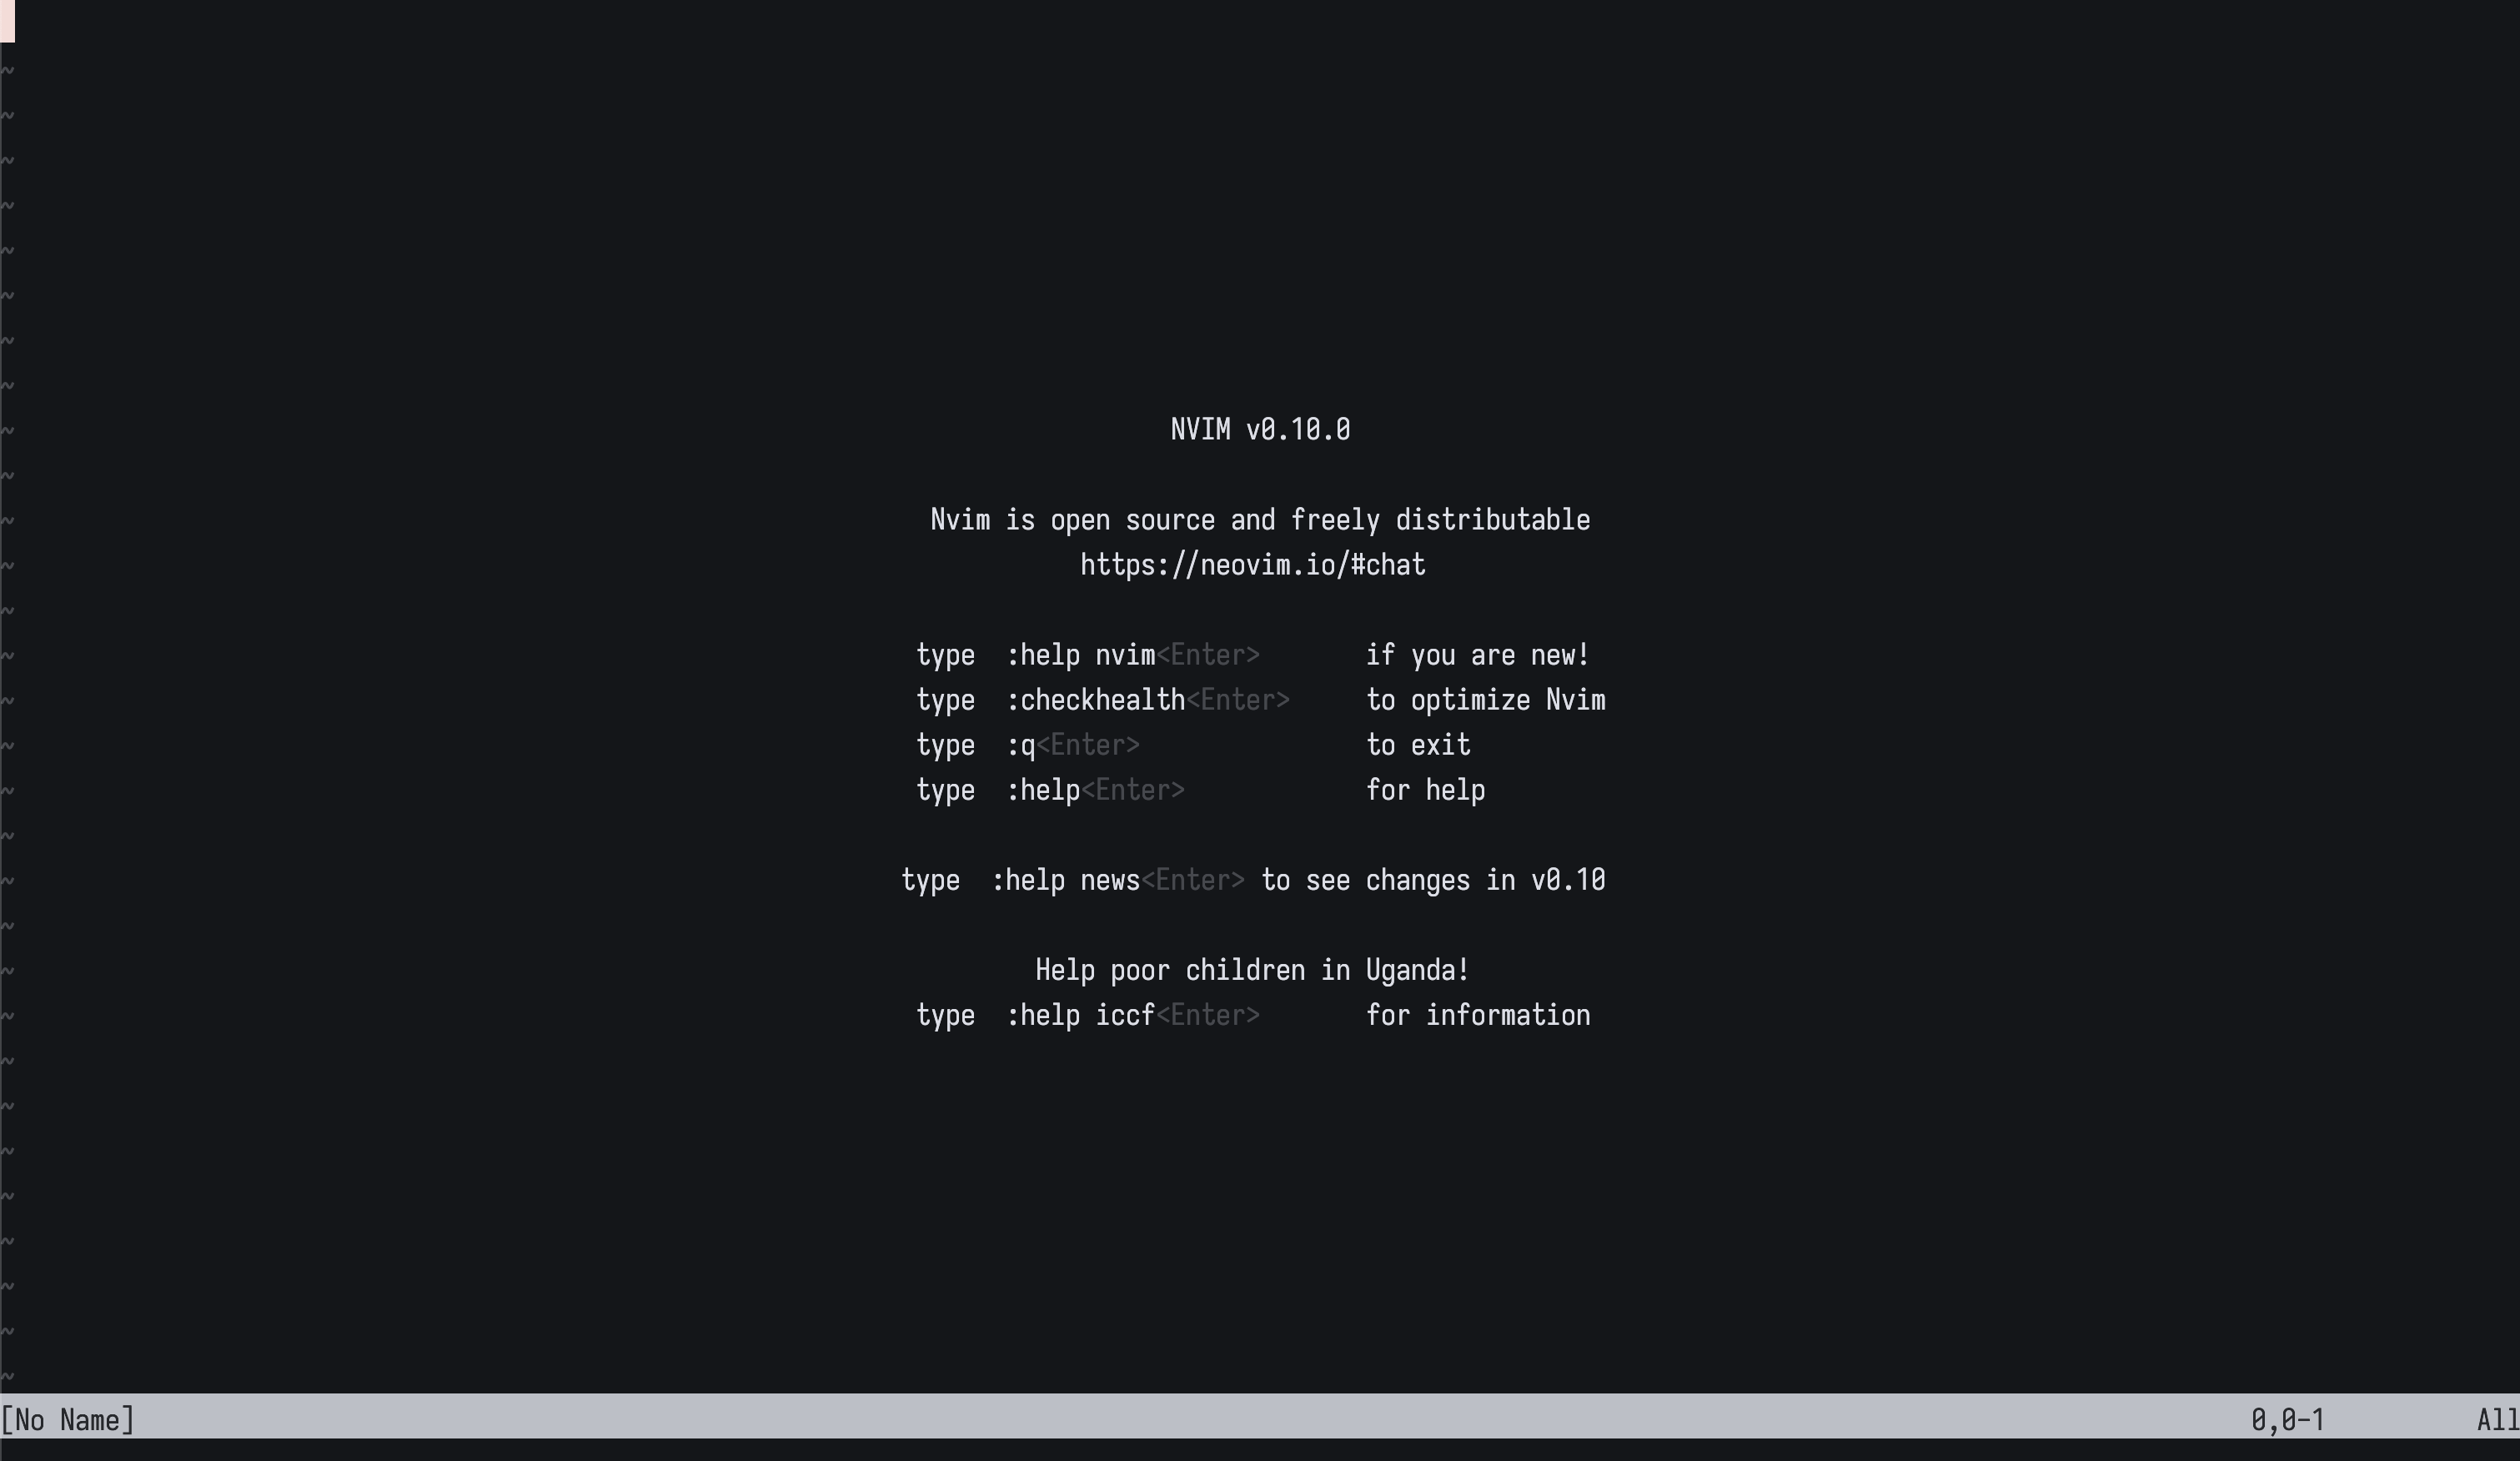 ~
~
~
~
~
~
~
~
~ NVIM v0.10.0
~
~ Nvim is open source and freely distributable
~ https://neovim.io/#chat
~
~ type  :help nvim<Enter>       if you are new!
~ type  :checkhealth<Enter>     to optimize Nvim
~ type  :q<Enter>               to exit
~ type  :help<Enter>            for help
~
~ type  :help news<Enter> to see changes in v0.10
~
~ Help poor children in Uganda!
~ type  :help iccf<Enter>       for information
~
~
~
~
~
~
~
~
[No Name] 0,0-1 All